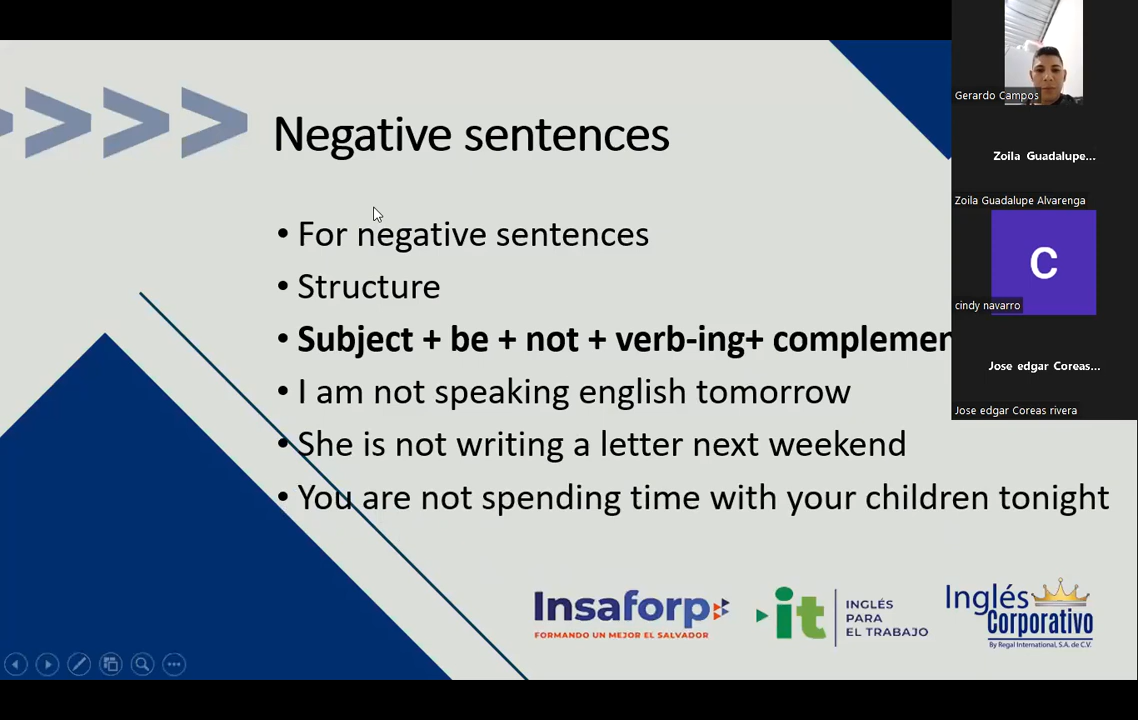 Negative sentences
• For negative sentences
• Structure
• Subject + be + not + verb-ing+ complemen
• I am not speaking english tomorrow
• She is not writing a letter next weekend
• You are not spending time with your children tonight
Gerardo Campos
Zoila Guadalupe...
Zoila Guadalupe Alvarenga
C
cindy navarro
Jose edgar Coreas...
Jose edgar Coreas rivera
Insaforp
FORMANDO UN MEJOR EL SALVADOR
it
INGLÉS
PARA
EL TRABAJO
Inglés
Corporativo
By Regal International, S.A. de C.V.